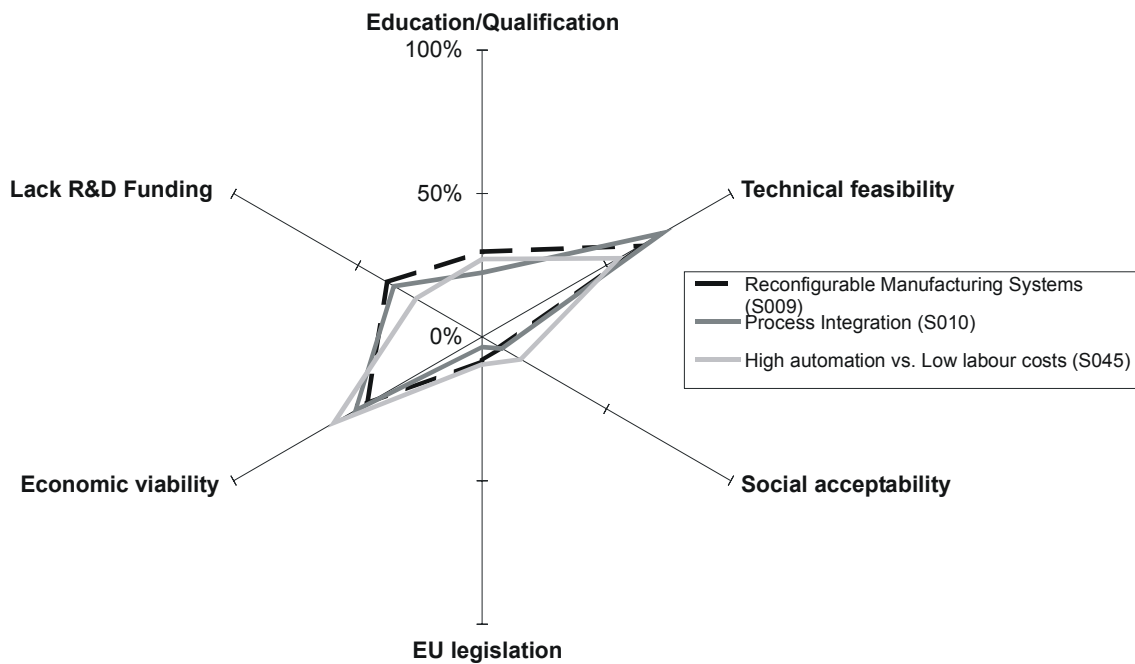 Education/Qualification
100%
Lack R&D Funding
50%
Technical feasibility
Reconfigurable Manufacturing Systems
(S009)
Process Integration (S010)
0%
High automation vs. Low labour costs (S045)
Economic viability
Social acceptability
EU legislation